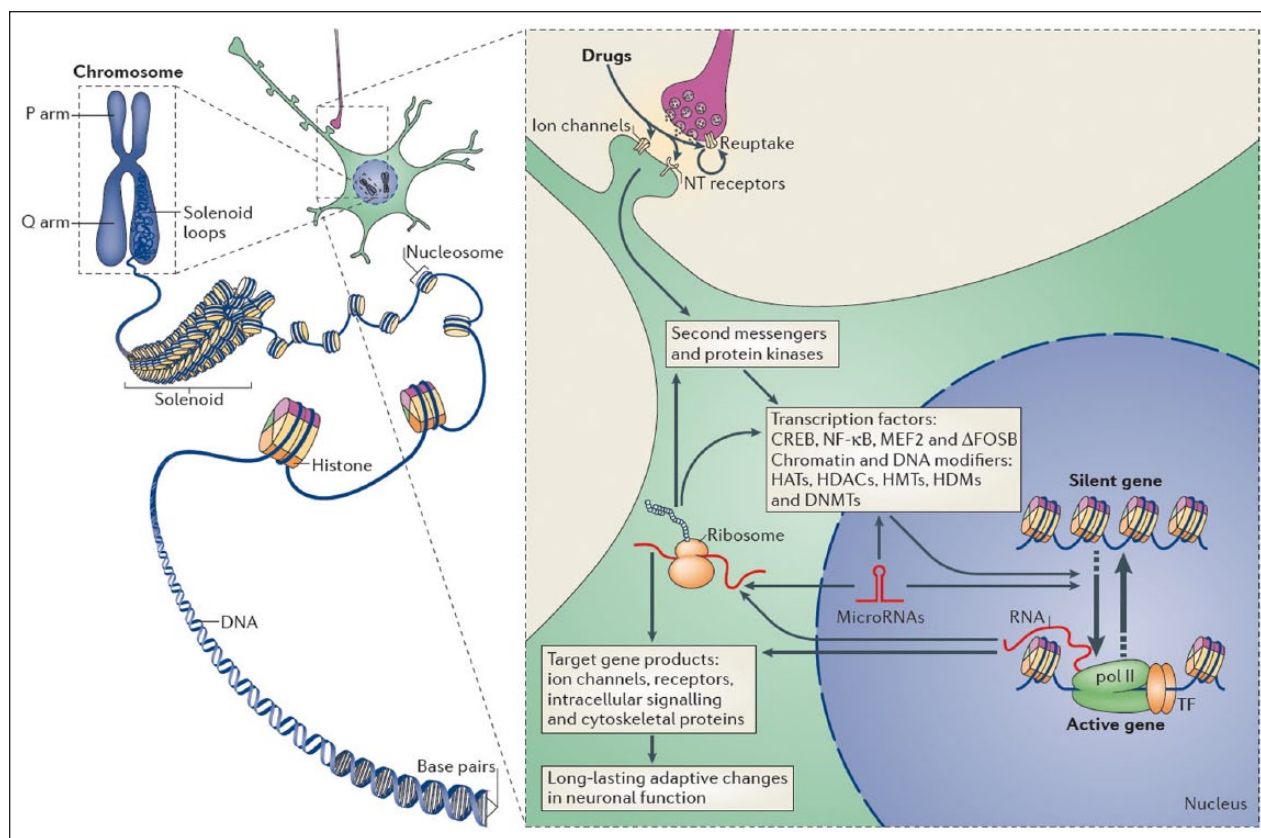 Chromosome
P arm
Q arm
Solenoid
loops
Nucleosome
Solenoid
Histone
DNA
Base pairs
Drugs
Ion channels
Reuptake
NT receptors
Second messengers
and protein kinases
Transcription factors:
CREB, NF-κB, MEF2 and ΔFOSB
Chromatin and DNA modifiers:
HATs, HDACs, HMTs, HDMs
and DNMTs
Silent gene
Ribosome
MicroRNAs
RNA
pol II
TF
Active gene
Target gene products:
ion channels, receptors,
intracellular signalling
and cytoskeletal proteins
Long-lasting adaptive changes
in neuronal function
Nucleus